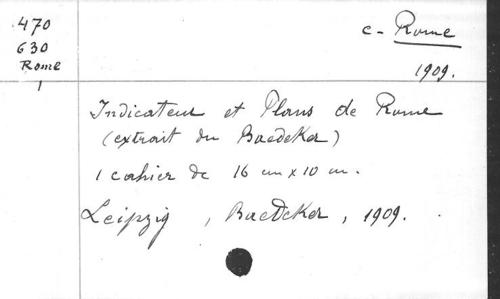 470
630
Rome
1
c - Rome
1909.
Indicateur et Plans de Rome
(extrait du Baedeker)
1 cahier de 16 cm x 10 cm.
Leipzig, Baedeker, 1909.